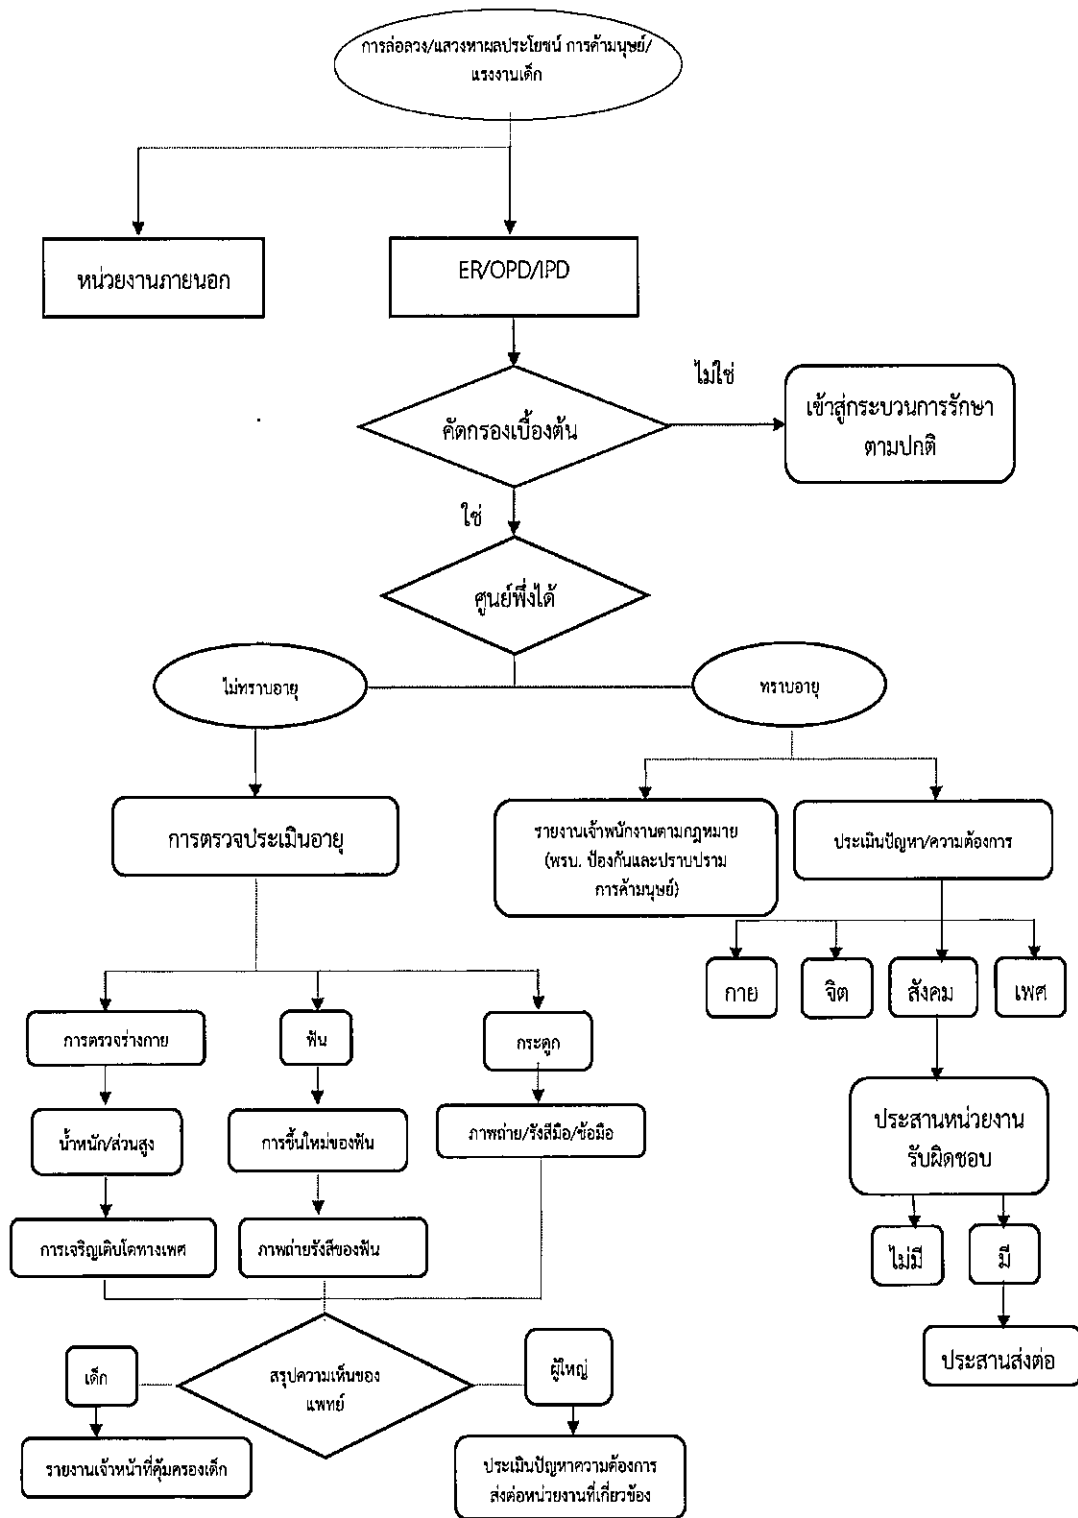 การล่อลวง/แสวงหาผลประโยชน์ การค้ามนุษย์/
แรงงานเด็ก
หน่วยงานภายนอก
ER/OPD/IPD
คัดกรองเบื้องต้น
ไม่ใช่
เข้าสู่กระบวนการรักษา
ตามปกติ
ใช่
ศูนย์พึ่งได้
ไม่ทราบอายุ
ทราบอายุ
การตรวจประเมินอายุ
รายงานเจ้าพนักงานตามกฎหมาย
(พรบ. ป้องกันและปราบปราม
การค้ามนุษย์)
ประเมินปัญหา/ความต้องการ
กาย
จิต
สังคม
เพศ
การตรวจร่างกาย
ฟัน
กระดูก
น้ำหนัก/ส่วนสูง
การขึ้นใหม่ของฟัน
ภาพถ่าย/รังสีมือ/ข้อมือ
ประสานหน่วยงาน
รับผิดชอบ
การเจริญเติบโตทางเพศ
ภาพถ่ายรังสีของฟัน
ไม่มี
มี
ประสานส่งต่อ
เด็ก
สรุปความเห็นของ
แพทย์
ผู้ใหญ่
รายงานเจ้าหน้าที่คุ้มครองเด็ก
ประเมินปัญหาความต้องการ
ส่งต่อหน่วยงานที่เกี่ยวข้อง